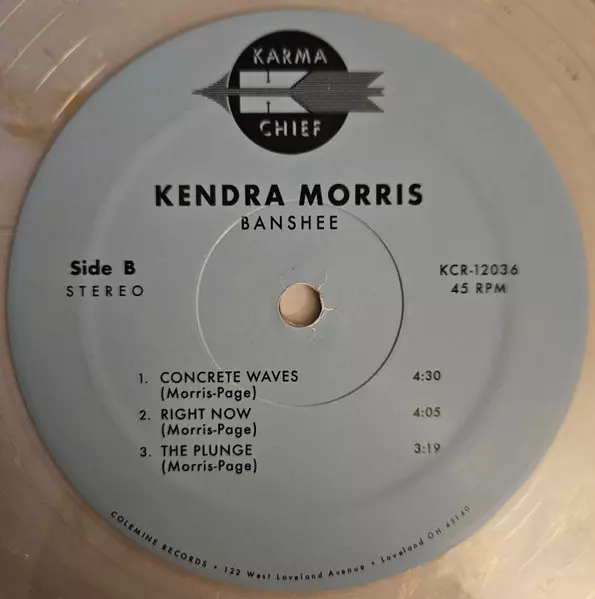 KARMA
CHIEF
KENDRA MORRIS
BANSHEE
Side B
STEREO
KCR-12036
45 RPM
1. CONCRETE WAVES 4:30
(Morris-Page)
2. RIGHT NOW 4:05
(Morris-Page)
3. THE PLUNGE 3:19
(Morris-Page)
COLEMINE RECORDS • 122 West Loveland Avenue • Loveland OH 45140